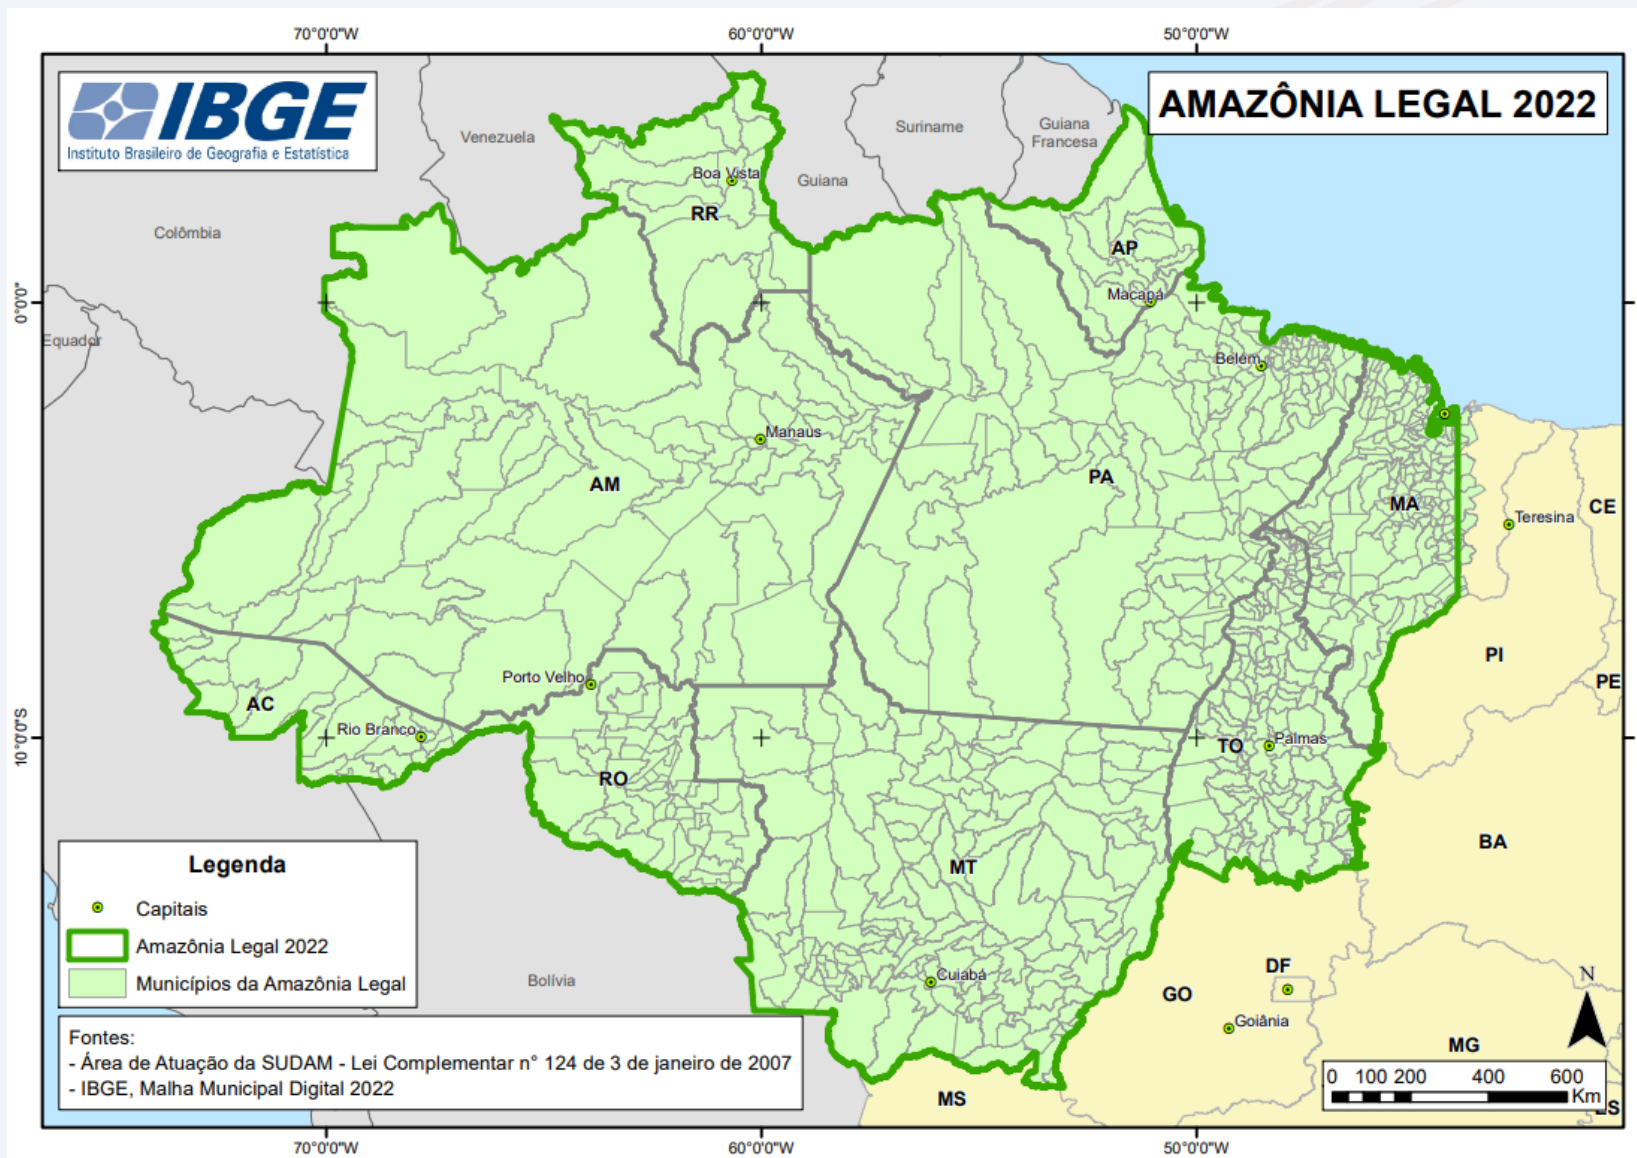 70°0'0"W 60°0'0"W 50°0'0"W
IBGE
Instituto Brasileiro de Geografia e Estatística
AMAZÔNIA LEGAL 2022
Venezuela
Suriname
Guiana
Francesa
Guiana
Colômbia
Boa Vista
RR
AP
Macapá
0°0'0"
Equador
Belém
Manaus
AM
PA
MA
CE
Teresina
PI
PE
Porto Velho
AC
Rio Branco
TO
Palmas
10°0'0"S
RO
BA
MT
Legenda
Capitais
Amazônia Legal 2022
Municípios da Amazônia Legal
Bolívia
Cuiabá
DF
GO
Goiânia
N
MG
Fontes:
- Área de Atuação da SUDAM - Lei Complementar n° 124 de 3 de janeiro de 2007
- IBGE, Malha Municipal Digital 2022
MS
0 100 200 400 600
Km
ES
70°0'0"W 60°0'0"W 50°0'0"W